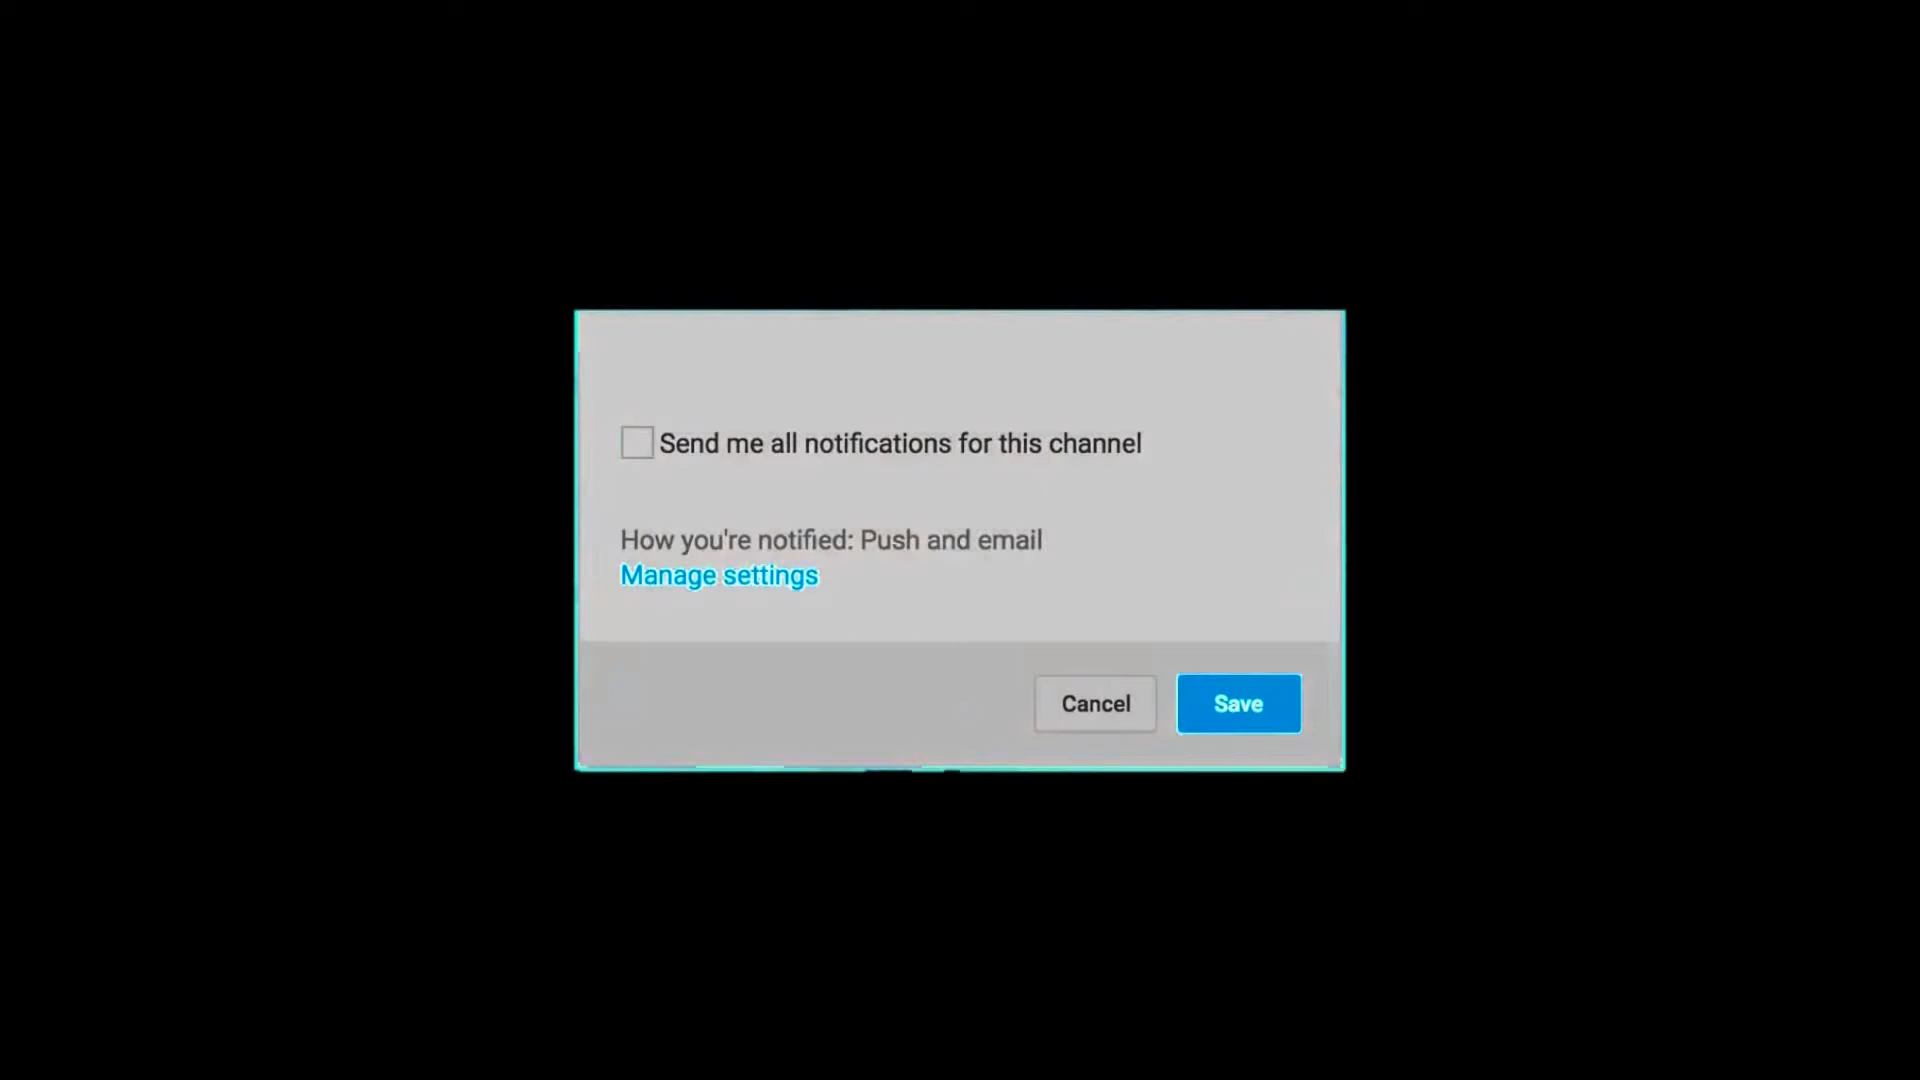 Send me all notifications for this channel
How you're notified: Push and email
Manage settings
Cancel Save